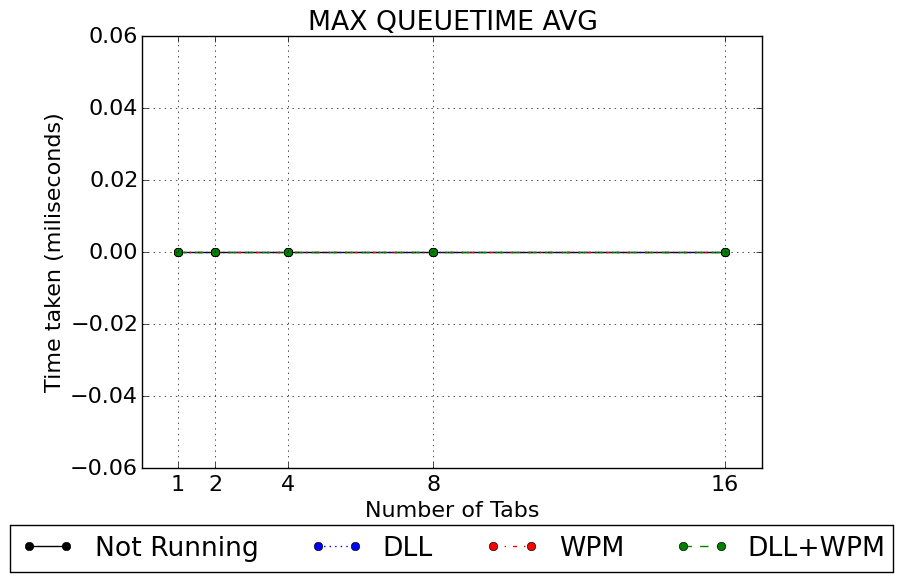 MAX QUEUETIME AVG
Time taken (miliseconds)
0.06
0.04
0.02
0.00
−0.02
−0.04
−0.06
1 2 4 8 16
Number of Tabs
Not Running DLL WPM DLL+WPM